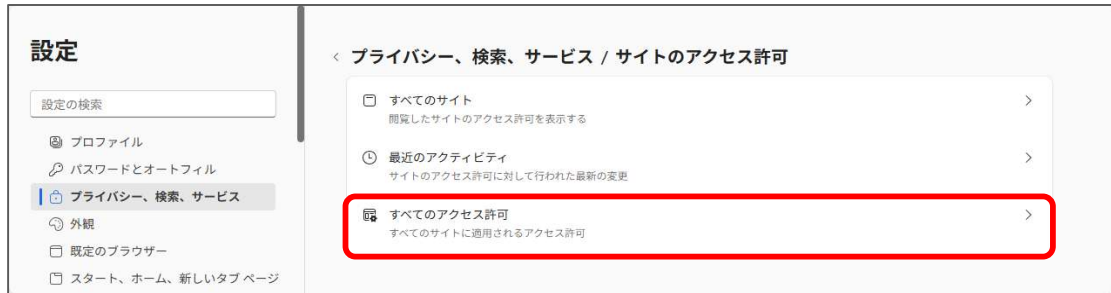 設定
設定の検索
プロファイル
パスワードとオートフィル
プライバシー、検索、サービス
外観
既定のブラウザー
スタート、ホーム、新しいタブ ページ
プライバシー、検索、サービス / サイトのアクセス許可
すべてのサイト
閲覧したサイトのアクセス許可を表示する
最近のアクティビティ
サイトのアクセス許可に対して行われた最新の変更
すべてのアクセス許可
すべてのサイトに適用されるアクセス許可